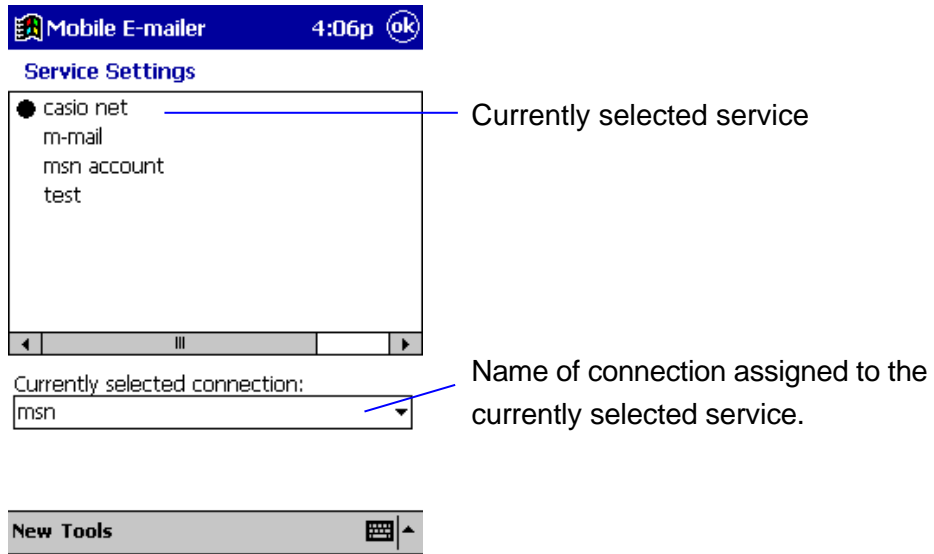 Mobile E-mailer 4:06p ok
Service Settings
casio net
Currently selected service
m-mail
msn account
test
Currently selected connection:
msn
Name of connection assigned to the
currently selected service.
New Tools